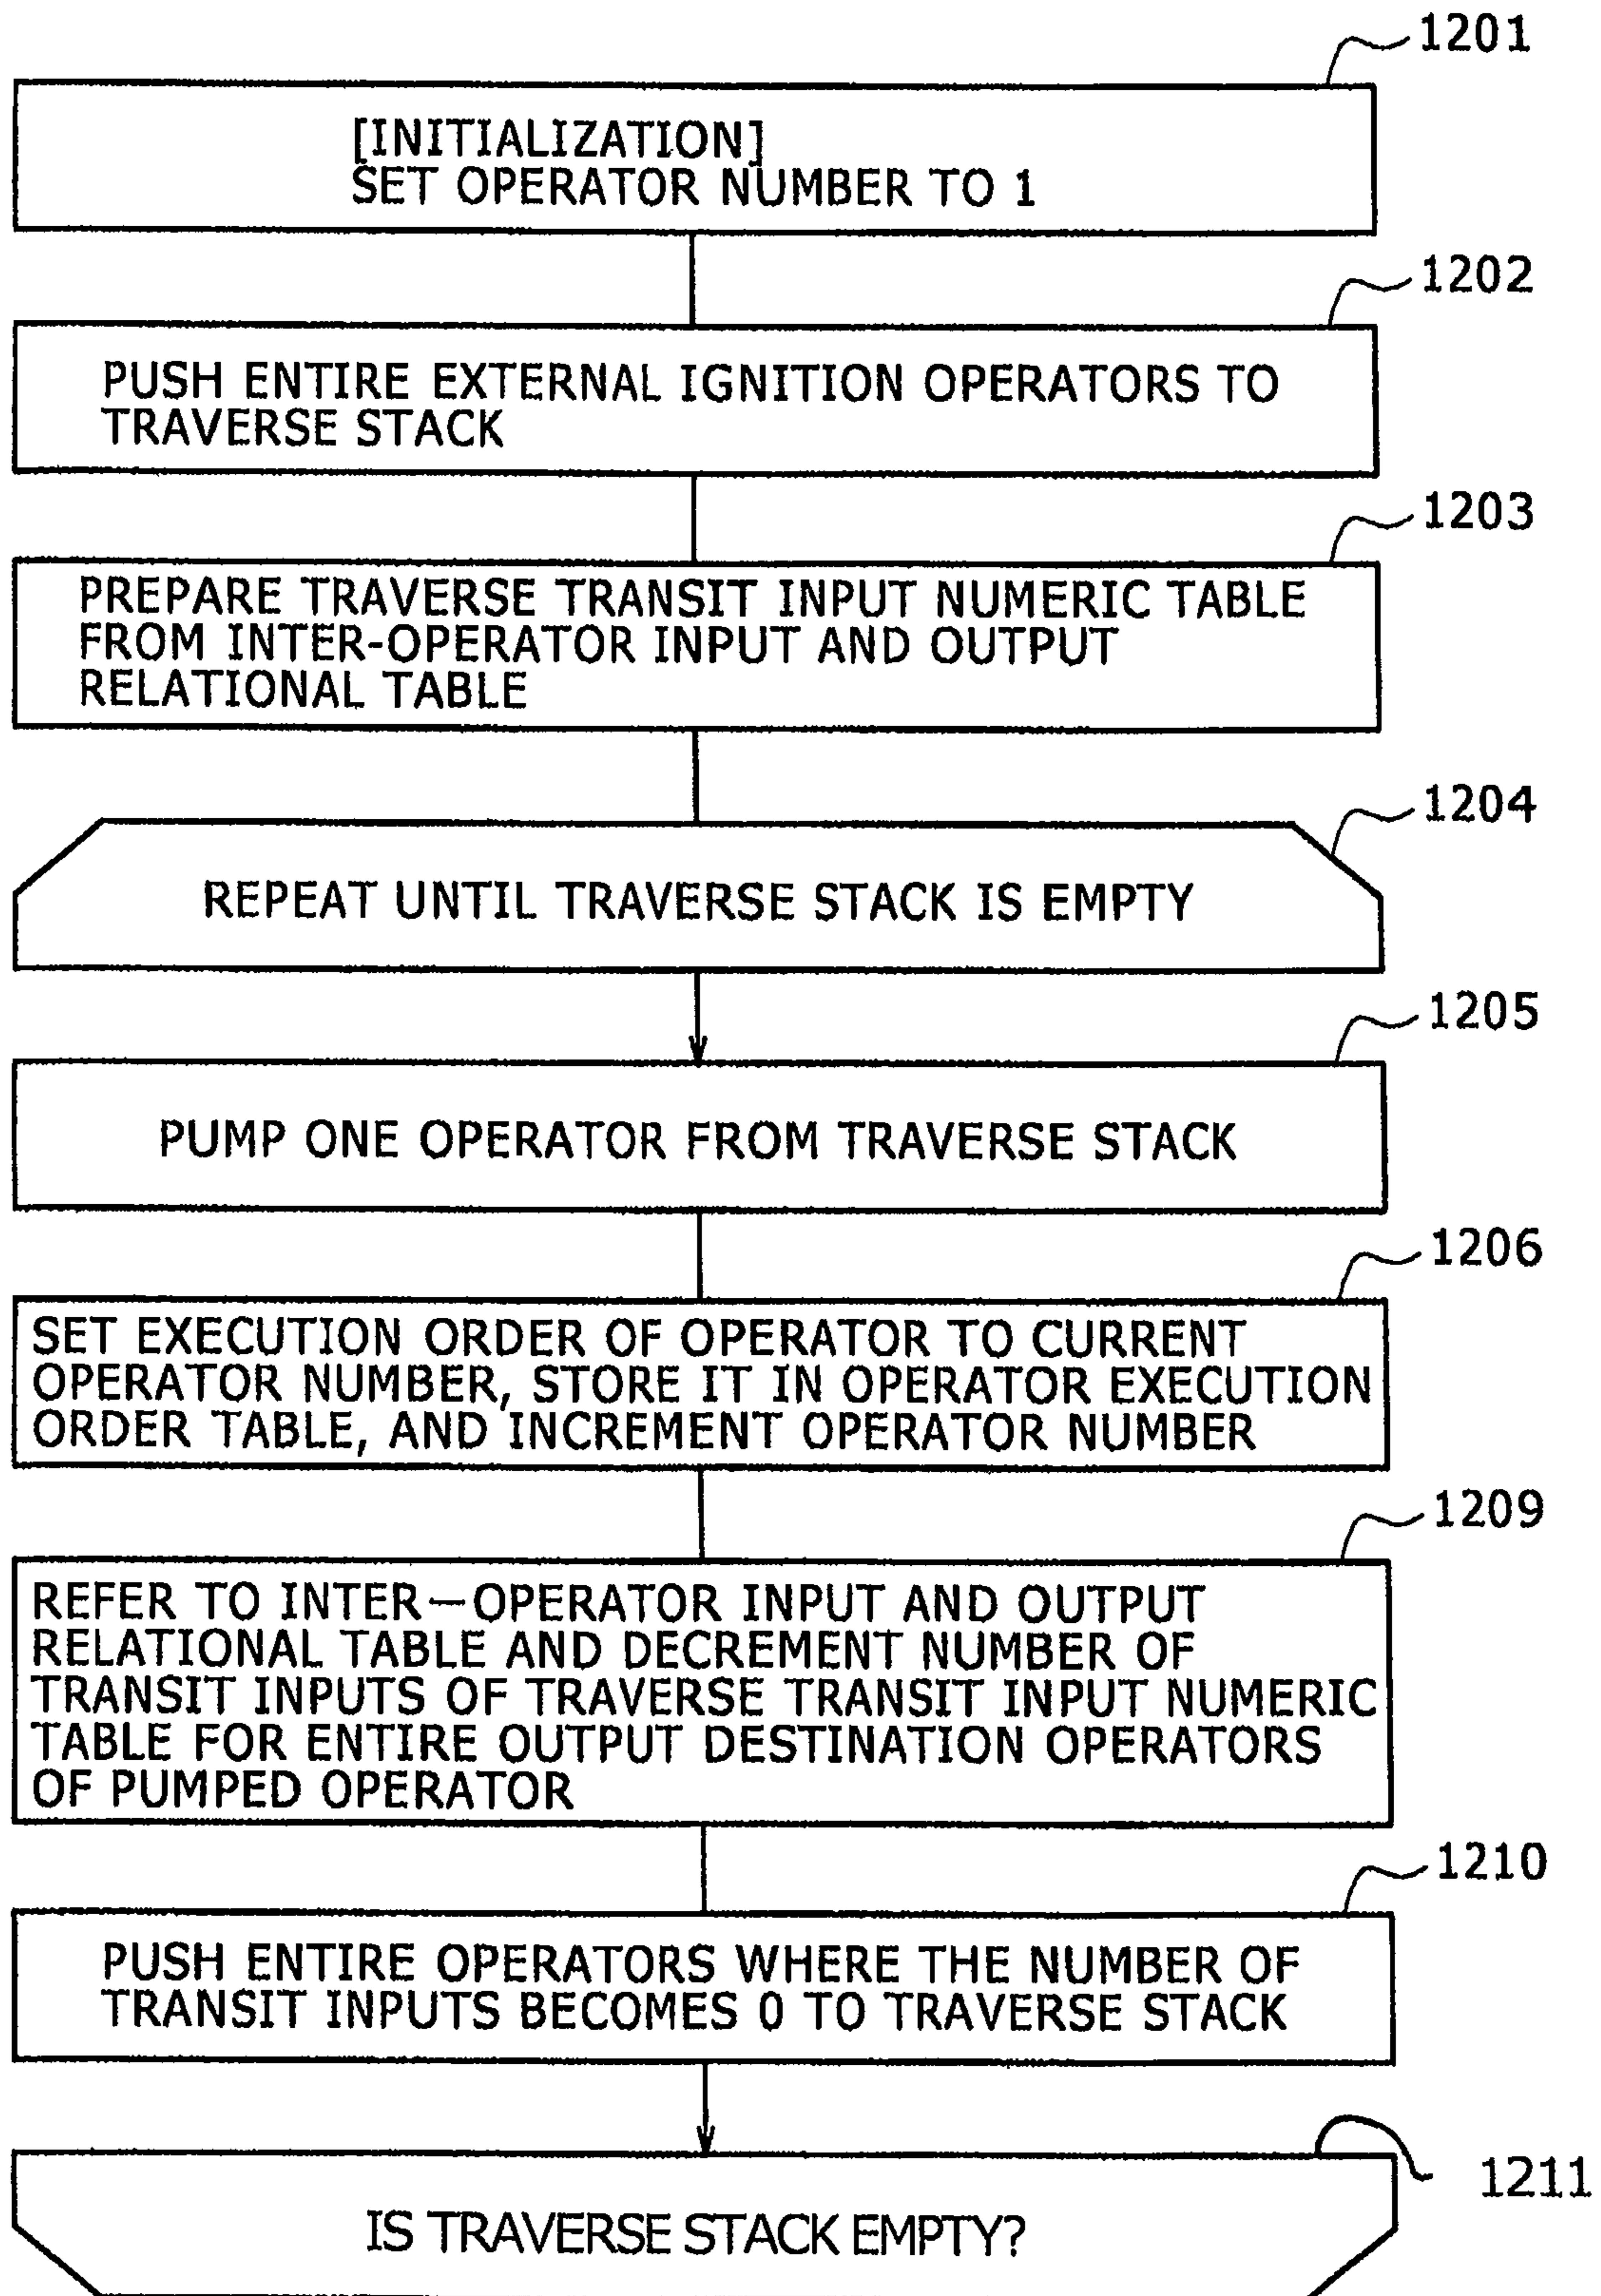 1201
[INITIALIZATION]
SET OPERATOR NUMBER TO 1
1202
PUSH ENTIRE EXTERNAL IGNITION OPERATORS TO
TRAVERSE STACK
1203
PREPARE TRAVERSE TRANSIT INPUT NUMERIC TABLE
FROM INTER-OPERATOR INPUT AND OUTPUT
RELATIONAL TABLE
1204
REPEAT UNTIL TRAVERSE STACK IS EMPTY
1205
PUMP ONE OPERATOR FROM TRAVERSE STACK
1206
SET EXECUTION ORDER OF OPERATOR TO CURRENT
OPERATOR NUMBER, STORE IT IN OPERATOR EXECUTION
ORDER TABLE, AND INCREMENT OPERATOR NUMBER
1209
REFER TO INTER—OPERATOR INPUT AND OUTPUT
RELATIONAL TABLE AND DECREMENT NUMBER OF
TRANSIT INPUTS OF TRAVERSE TRANSIT INPUT NUMERIC
TABLE FOR ENTIRE OUTPUT DESTINATION OPERATORS
OF PUMPED OPERATOR
1210
PUSH ENTIRE OPERATORS WHERE THE NUMBER OF
TRANSIT INPUTS BECOMES 0 TO TRAVERSE STACK
1211
IS TRAVERSE STACK EMPTY?